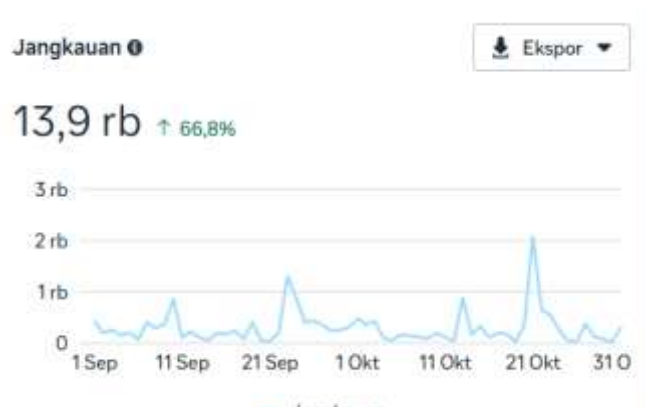 Jangkauan
Ekspor
13,9 rb ↑ 66,8%
3 rb
2 rb
1 rb
0
1 Sep 11 Sep 21 Sep 1 Okt 11 Okt 21 Okt 31 O